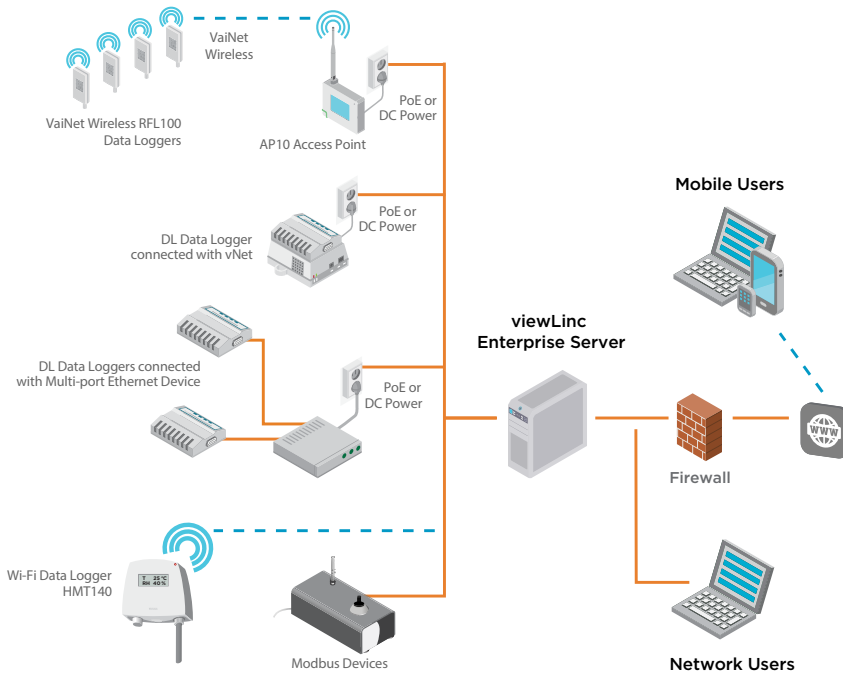 VaiNet
Wireless
VaiNet Wireless RFL100
Data Loggers
AP10 Access Point
PoE or
DC Power
DL Data Logger
connected with vNet
PoE or
DC Power
DL Data Loggers connected
with Multi-port Ethernet Device
PoE or
DC Power
Wi-Fi Data Logger
HMT140
T 25 °C
RH 40 %
Modbus Devices
viewLinc
Enterprise Server
Mobile Users
Firewall
WWW
Network Users